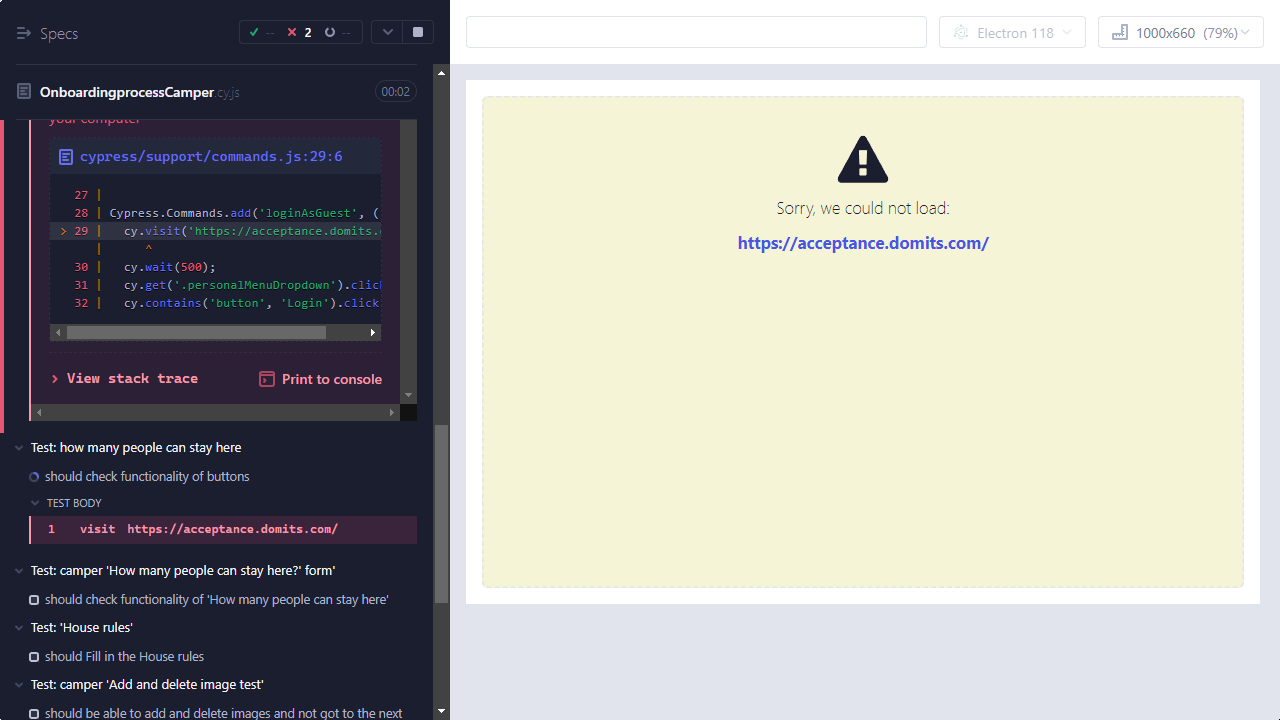 Specs
-- 2 --
Electron 118
1000x660 (79%)
OnboardingprocessCamper.cy.js
00:02
your computer
cypress/support/commands.js:29:6
27 |
28 | Cypress.Commands.add('loginAsGuest', (
> 29 | cy.visit('https://acceptance.domits.
| ^
30 | cy.wait(500);
31 | cy.get('.personalMenuDropdown').click
32 | cy.contains('button', 'Login').click
> View stack trace
Print to console
Test: how many people can stay here
should check functionality of buttons
TEST BODY
1 visit https://acceptance.domits.com/
Test: camper 'How many people can stay here?' form'
should check functionality of 'How many people can stay here'
Test: 'House rules'
should Fill in the House rules
Test: camper 'Add and delete image test'
should be able to add and delete images and not got to the next
Sorry, we could not load:
https://acceptance.domits.com/